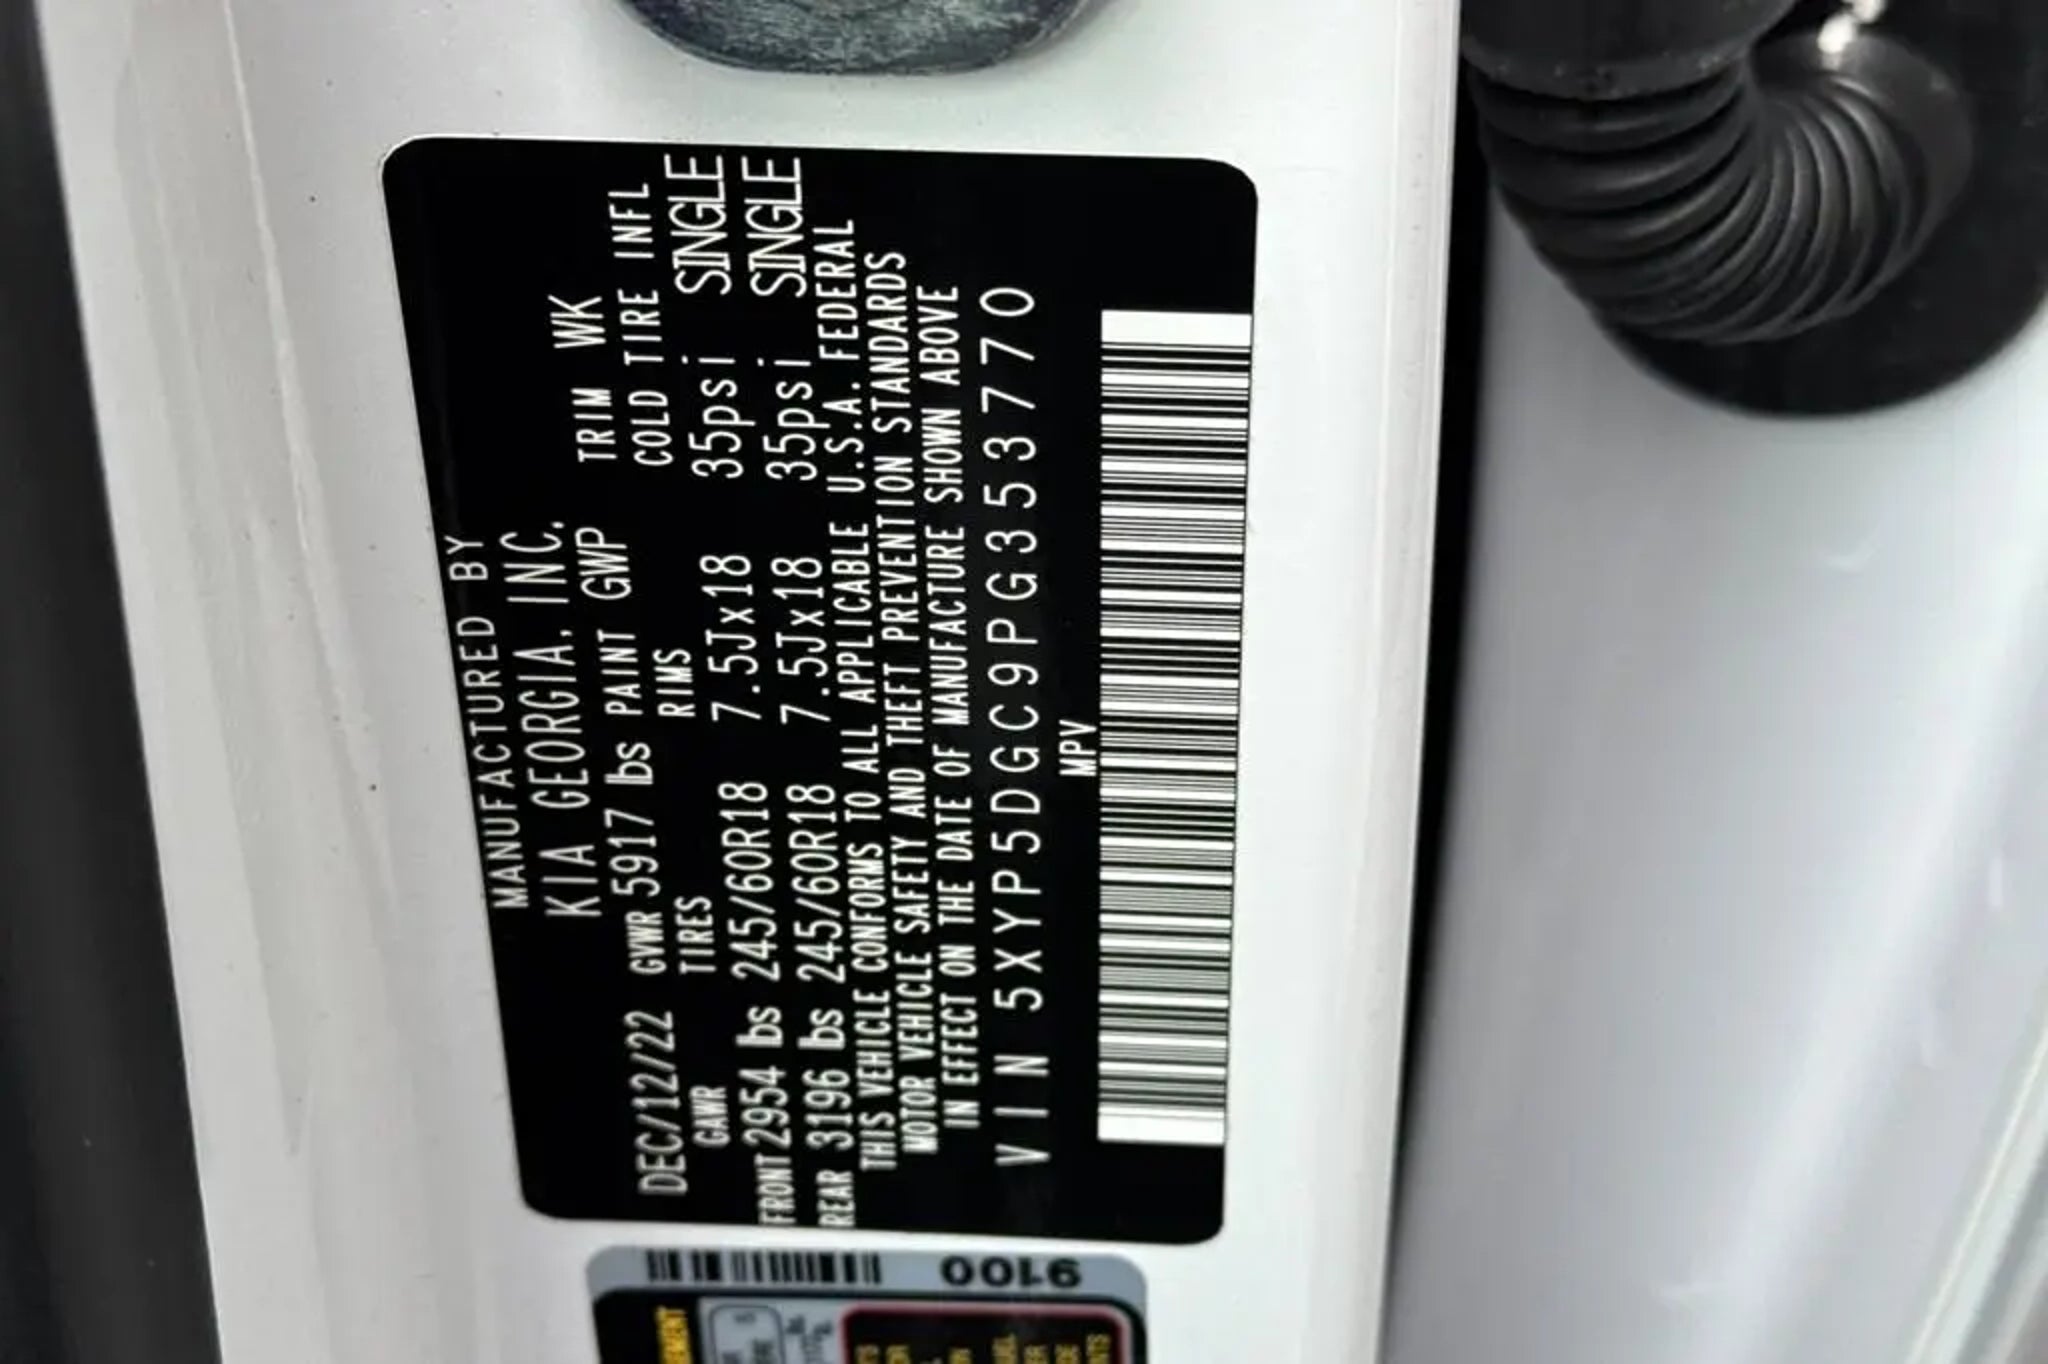 MANUFACTURED BY
KIA GEORGIA, INC.
DEC/12/22 GVWR 5917 lbs PAINT GWP TRIM WK
GAWR TIRES RIMS COLD TIRE INFL
FRONT 2954 lbs 245/60R18 7.5Jx18 35psi SINGLE
REAR 3196 lbs 245/60R18 7.5Jx18 35psi SINGLE
THIS VEHICLE CONFORMS TO ALL APPLICABLE U.S.A. FEDERAL
MOTOR VEHICLE SAFETY AND THEFT PREVENTION STANDARDS
IN EFFECT ON THE DATE OF MANUFACTURE SHOWN ABOVE
VIN 5XYP5DGC9PG353770
MPV
9100